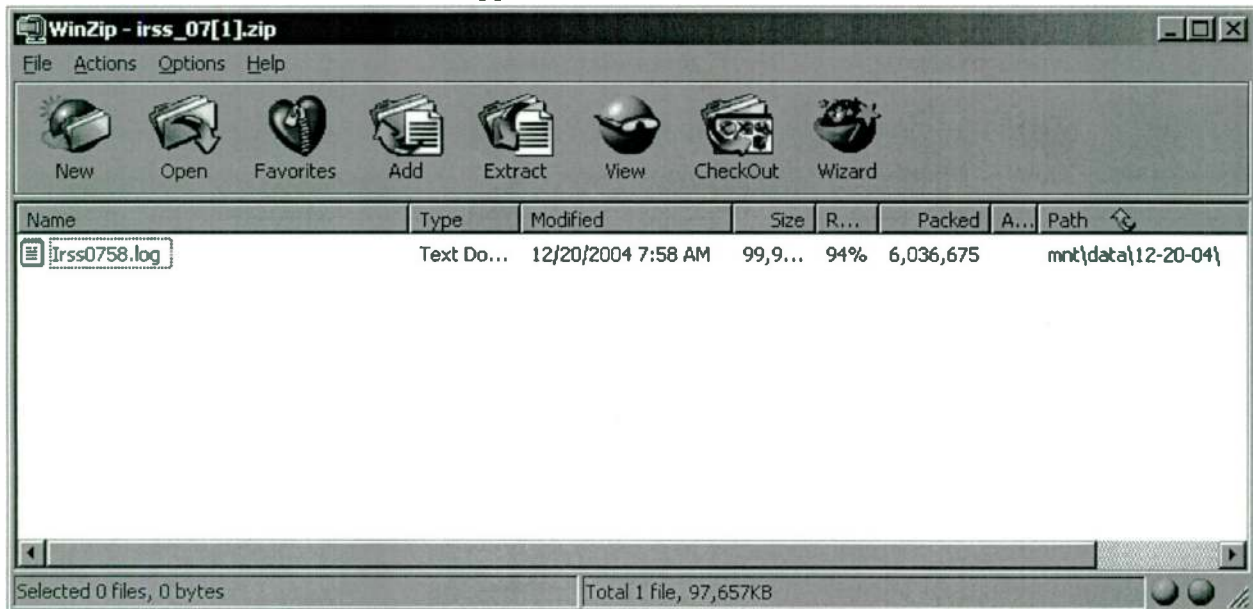 WinZip - irss_07[1].zip
File Actions Options Help
New Open Favorites Add Extract View CheckOut Wizard
Name Type Modified Size R... Packed A... Path
Irss0758.log Text Do... 12/20/2004 7:58 AM 99,9... 94% 6,036,675 mnt\data\12-20-04\
Selected 0 files, 0 bytes Total 1 file, 97,657KB